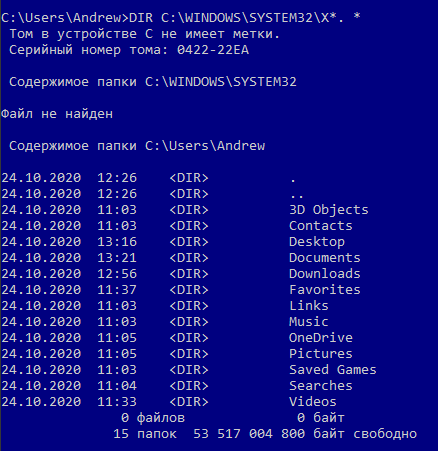 C:\Users\Andrew>DIR C:\WINDOWS\SYSTEM32\X*. *
Том в устройстве C не имеет метки.
Серийный номер тома: 0422-22EA
Содержимое папки C:\WINDOWS\SYSTEM32
Файл не найден
Содержимое папки C:\Users\Andrew
24.10.2020  12:26    <DIR>          .
24.10.2020  12:26    <DIR>          ..
24.10.2020  11:03    <DIR>          3D Objects
24.10.2020  11:03    <DIR>          Contacts
24.10.2020  13:16    <DIR>          Desktop
24.10.2020  13:21    <DIR>          Documents
24.10.2020  12:56    <DIR>          Downloads
24.10.2020  11:37    <DIR>          Favorites
24.10.2020  11:03    <DIR>          Links
24.10.2020  11:03    <DIR>          Music
24.10.2020  11:05    <DIR>          OneDrive
24.10.2020  11:05    <DIR>          Pictures
24.10.2020  11:03    <DIR>          Saved Games
24.10.2020  11:04    <DIR>          Searches
24.10.2020  11:33    <DIR>          Videos
0 файлов              0 байт
15 папок  53 517 004 800 байт свободно